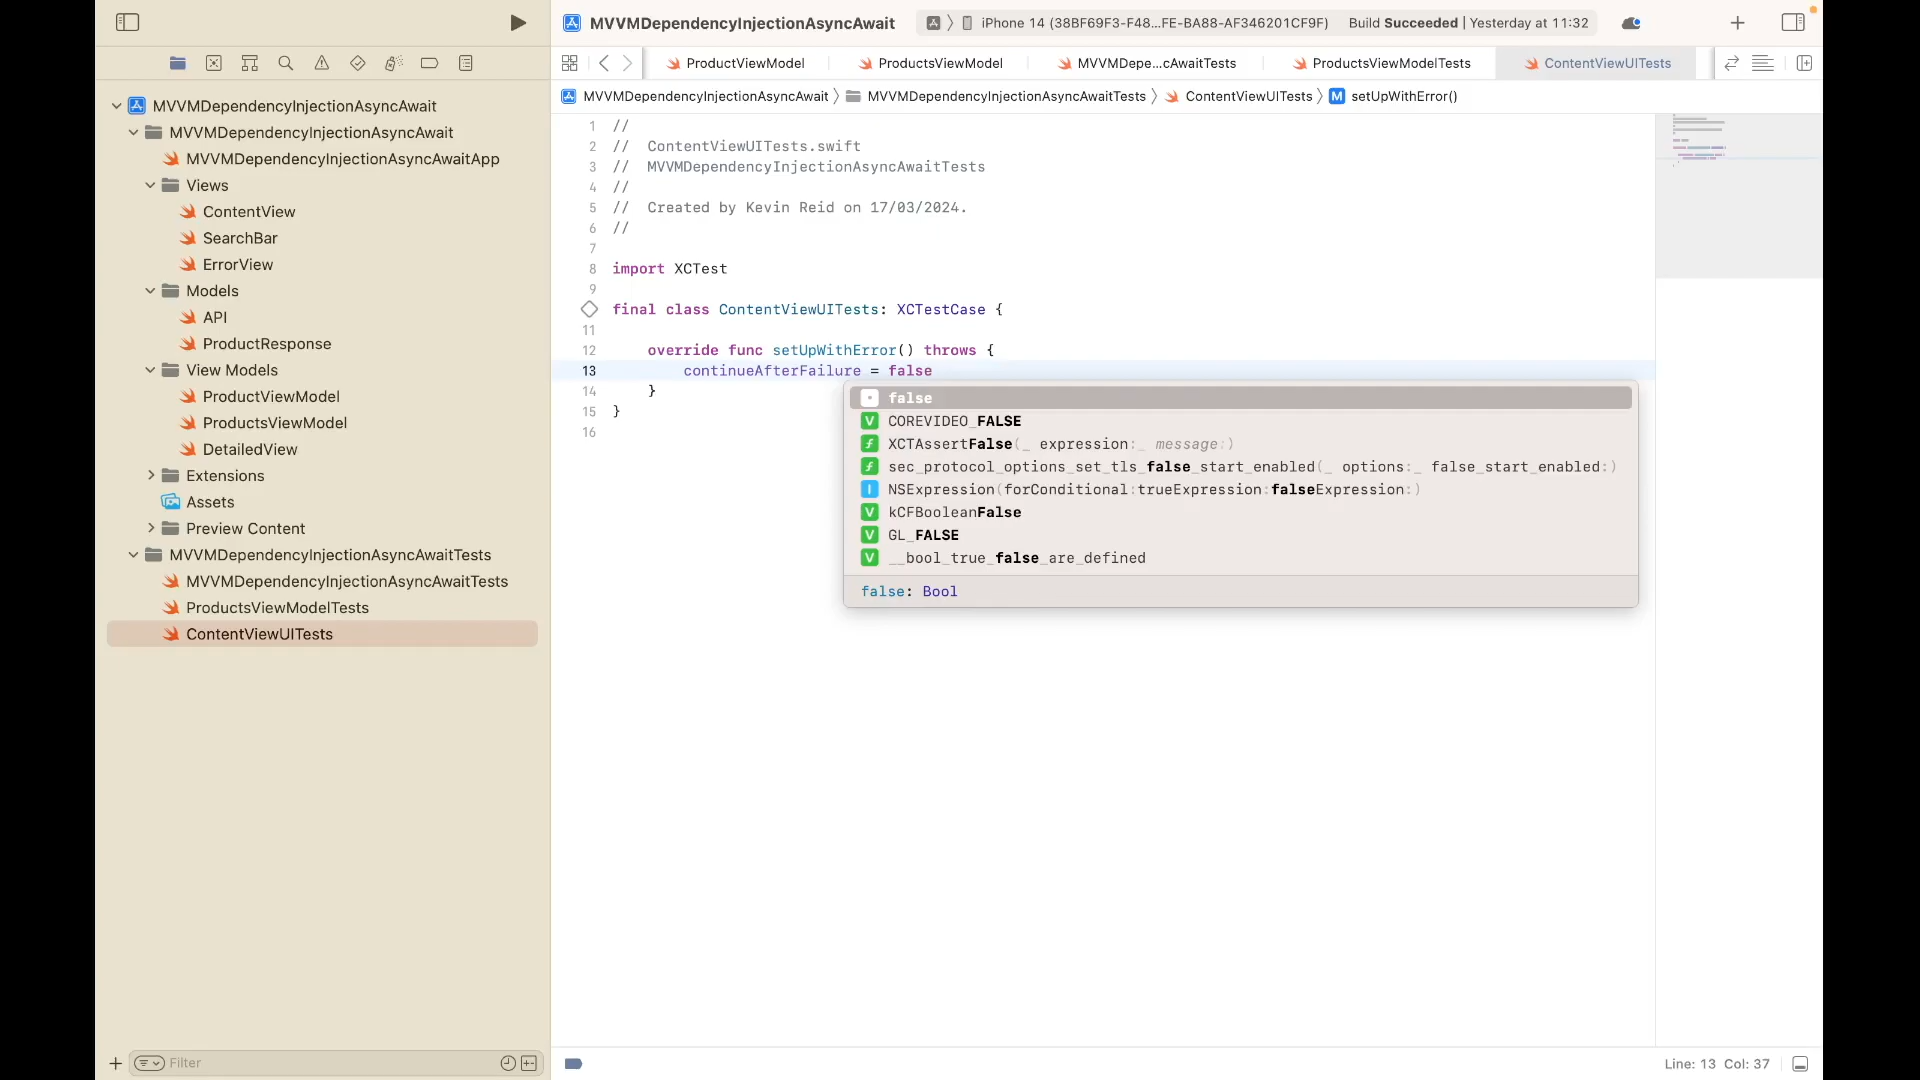 MVVMDependencyInjectionAsyncAwait
iPhone 14 (38BF69F3-F48...FE-BA88-AF346201CF9F)
Build Succeeded | Yesterday at 11:32
ProductViewModel
ProductsViewModel
MVVMDepe...cAwaitTests
ProductsViewModelTests
ContentViewUITests
MVVMDependencyInjectionAsyncAwait
MVVMDependencyInjectionAsyncAwaitTests
ContentViewUITests
M setUpWithError()
MVVMDependencyInjectionAsyncAwait
MVVMDependencyInjectionAsyncAwait
MVVMDependencyInjectionAsyncAwaitApp
Views
ContentView
SearchBar
ErrorView
Models
API
ProductResponse
View Models
ProductViewModel
ProductsViewModel
DetailedView
Extensions
Assets
Preview Content
MVVMDependencyInjectionAsyncAwaitTests
MVVMDependencyInjectionAsyncAwaitTests
ProductsViewModelTests
ContentViewUITests
Filter
1 //
2 // ContentViewUITests.swift
3 // MVVMDependencyInjectionAsyncAwaitTests
4 //
5 // Created by Kevin Reid on 17/03/2024.
6 //
7
8 import XCTest
9
final class ContentViewUITests: XCTestCase {
11
12 override func setUpWithError() throws {
13 continueAfterFailure = false
14 }
15 }
16
false
V COREVIDEO_FALSE
f XCTAssertFalse(_ expression:_ message:)
f sec_protocol_options_set_tls_false_start_enabled(_ options:_ false_start_enabled:)
I NSExpression(forConditional:trueExpression:falseExpression:)
V kCFBooleanFalse
V GL_FALSE
V __bool_true_false_are_defined
false: Bool
Line: 13 Col: 37